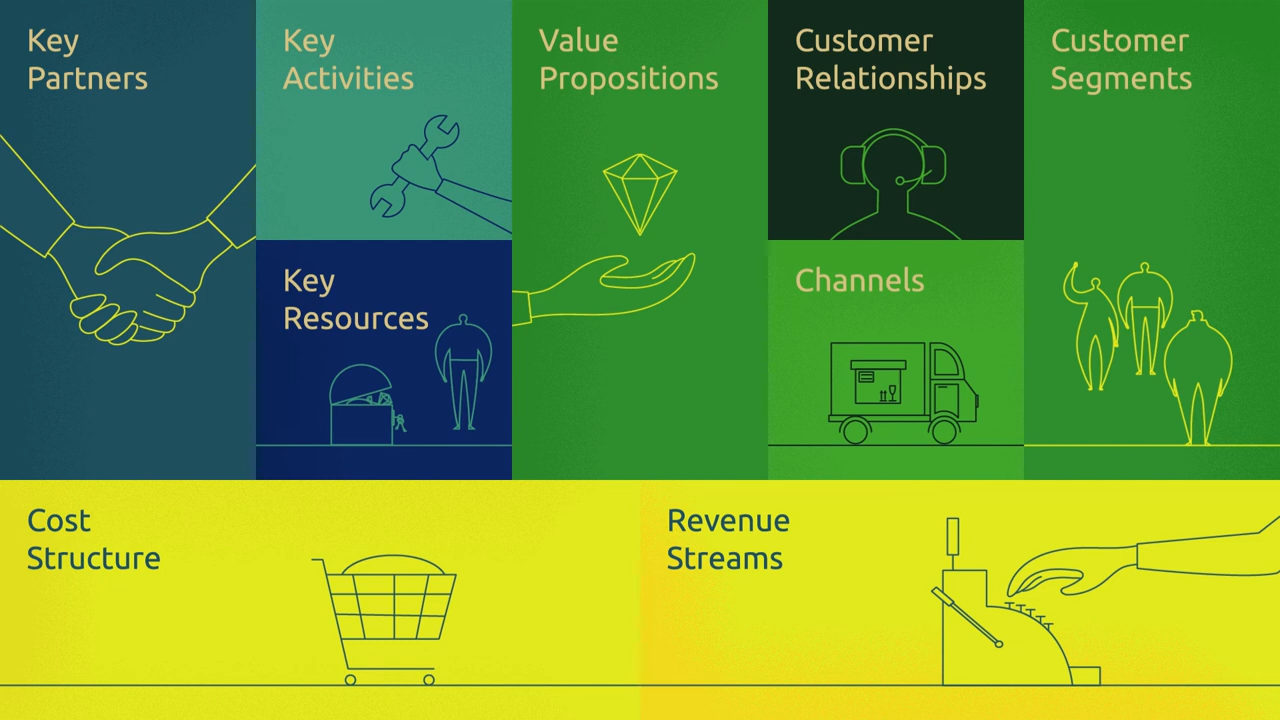 Key
Partners
Key
Activities
Key
Resources
Value
Propositions
Customer
Relationships
Channels
Customer
Segments
Cost
Structure
Revenue
Streams